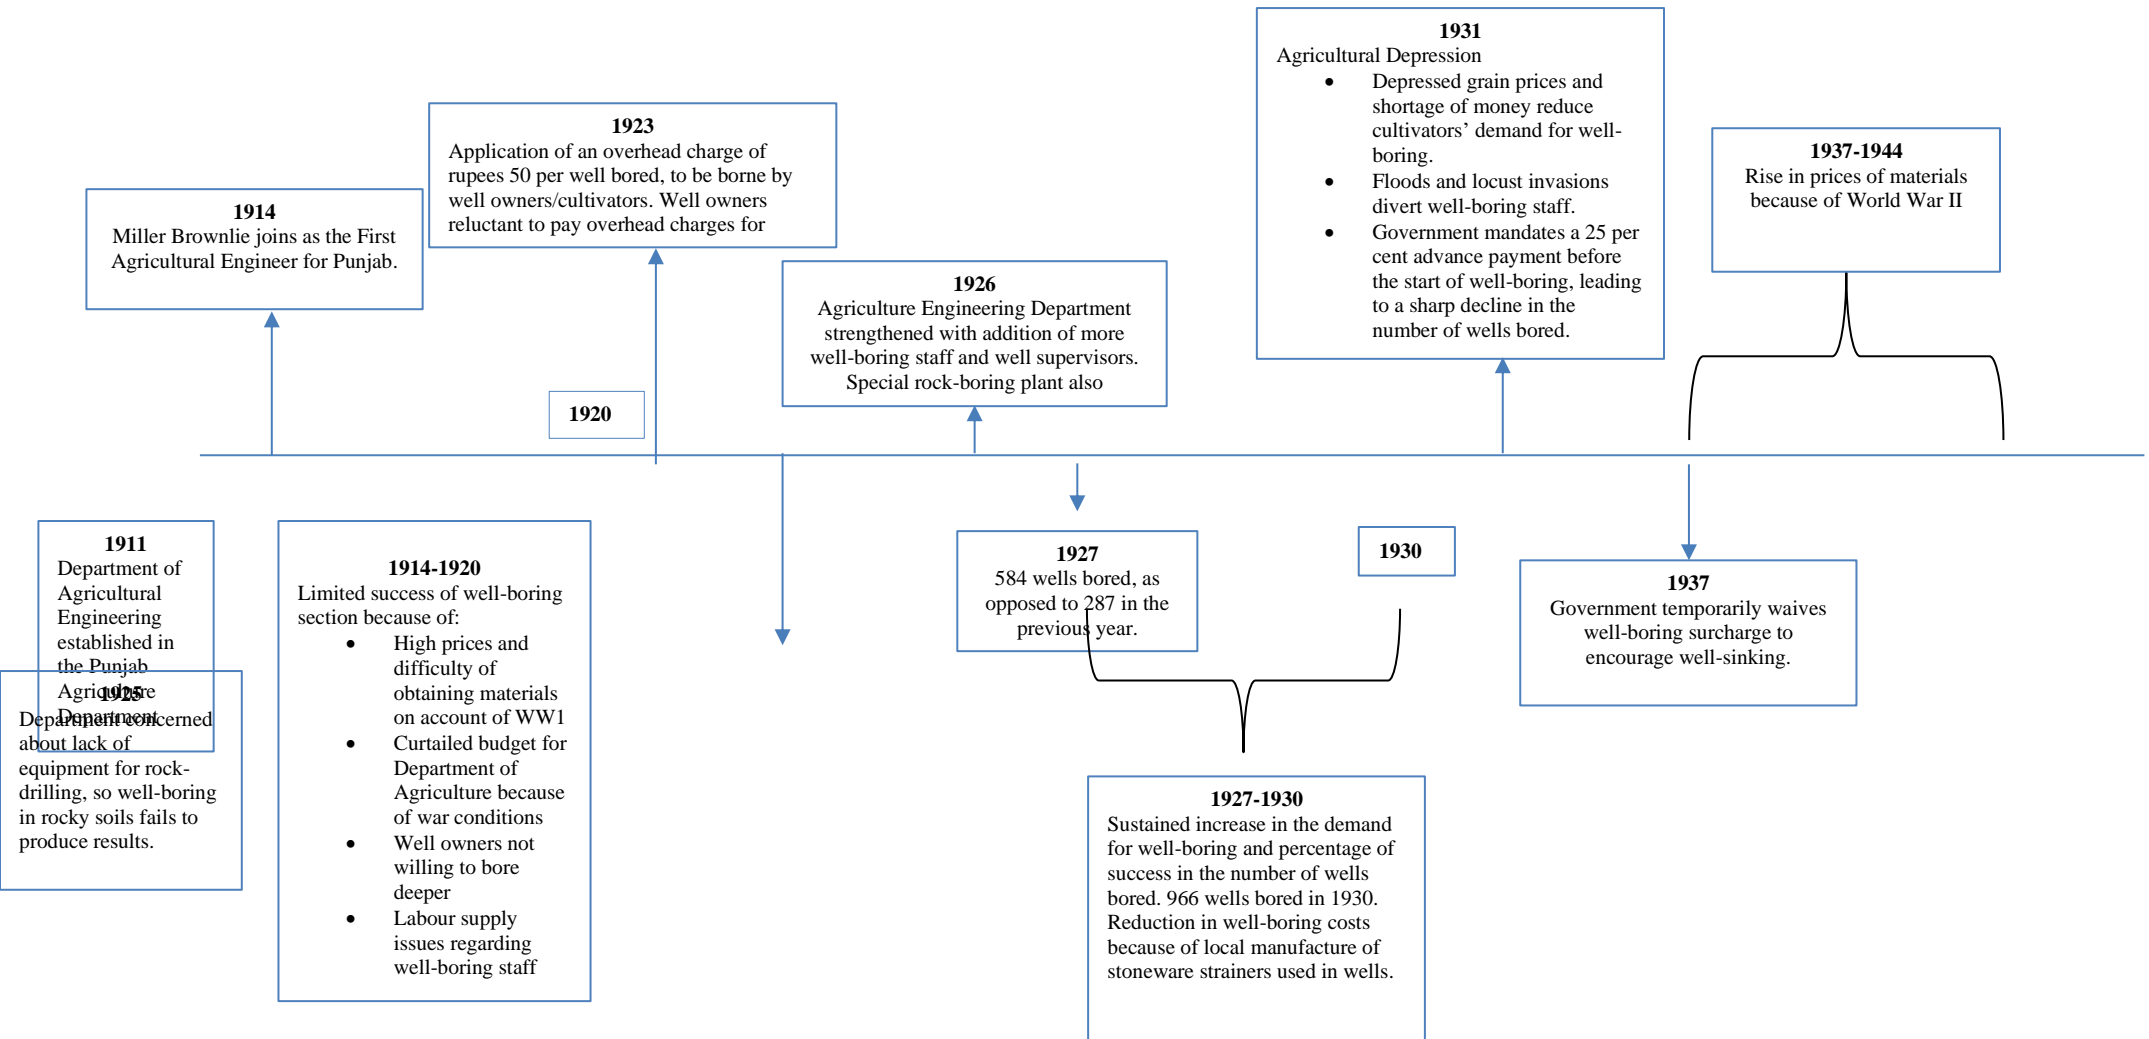 1931
Agricultural Depression
• Depressed grain prices and
shortage of money reduce
cultivators’ demand for well-
boring.
• Floods and locust invasions
divert well-boring staff.
• Government mandates a 25 per
cent advance payment before
the start of well-boring, leading
to a sharp decline in the
number of wells bored.
1923
Application of an overhead charge of
rupees 50 per well bored, to be borne by
well owners/cultivators. Well owners
reluctant to pay overhead charges for
1937-1944
Rise in prices of materials
because of World War II
1914
Miller Brownlie joins as the First
Agricultural Engineer for Punjab.
1926
Agriculture Engineering Department
strengthened with addition of more
well-boring staff and well supervisors.
Special rock-boring plant also
1920
1911
Department of
Agricultural
Engineering
established in
the Punjab
Agriculture
Department
1925
Department concerned
about lack of
equipment for rock-
drilling, so well-boring
in rocky soils fails to
produce results.
1914-1920
Limited success of well-boring
section because of:
• High prices and
difficulty of
obtaining materials
on account of WW1
• Curtailed budget for
Department of
Agriculture because
of war conditions
• Well owners not
willing to bore
deeper
• Labour supply
issues regarding
well-boring staff
1927
584 wells bored, as
opposed to 287 in the
previous year.
1930
1937
Government temporarily waives
well-boring surcharge to
encourage well-sinking.
1927-1930
Sustained increase in the demand
for well-boring and percentage of
success in the number of wells
bored. 966 wells bored in 1930.
Reduction in well-boring costs
because of local manufacture of
stoneware strainers used in wells.